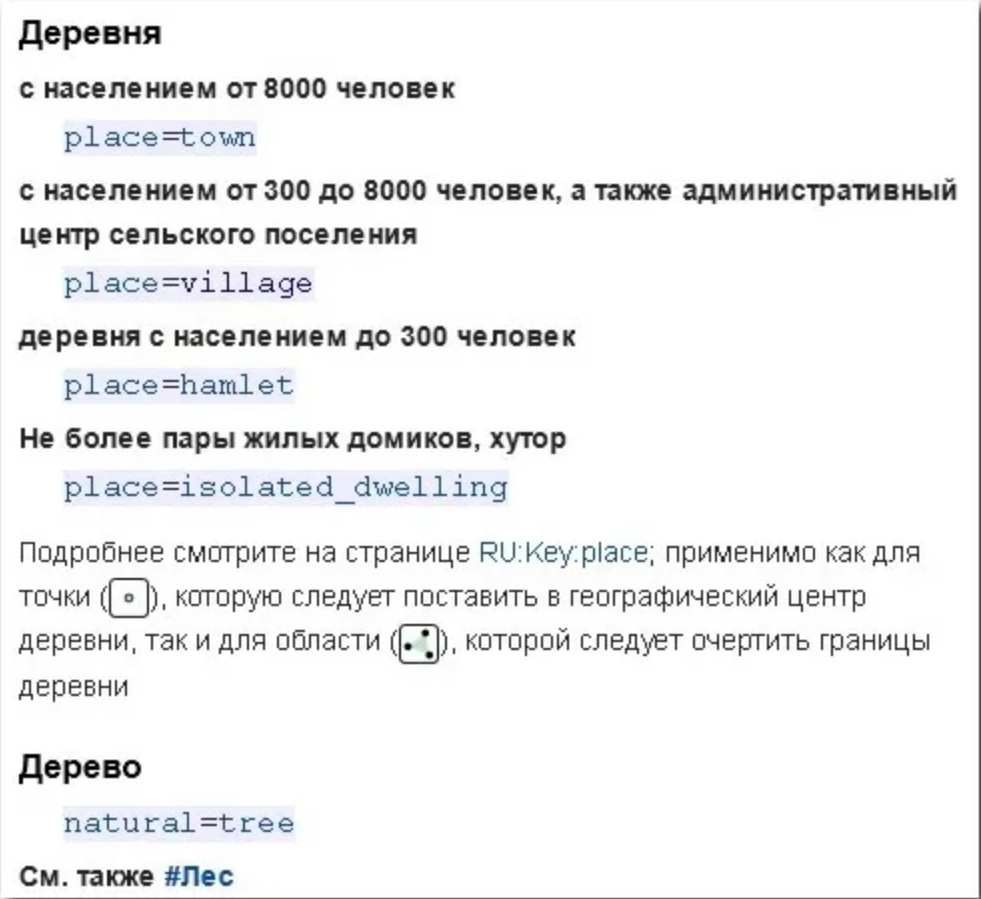 Деревня
с населением от 8000 человек
place=town
с населением от 300 до 8000 человек, а также административный
центр сельского поселения
place=village
деревня с населением до 300 человек
place=hamlet
Не более пары жилых домиков, хутор
place=isolated_dwelling
Подробнее смотрите на странице RU:Key:place; применимо как для
точки (), которую следует поставить в географический центр
деревни, так и для области (), которой следует очертить границы
деревни
Дерево
natural=tree
См. также #Лес